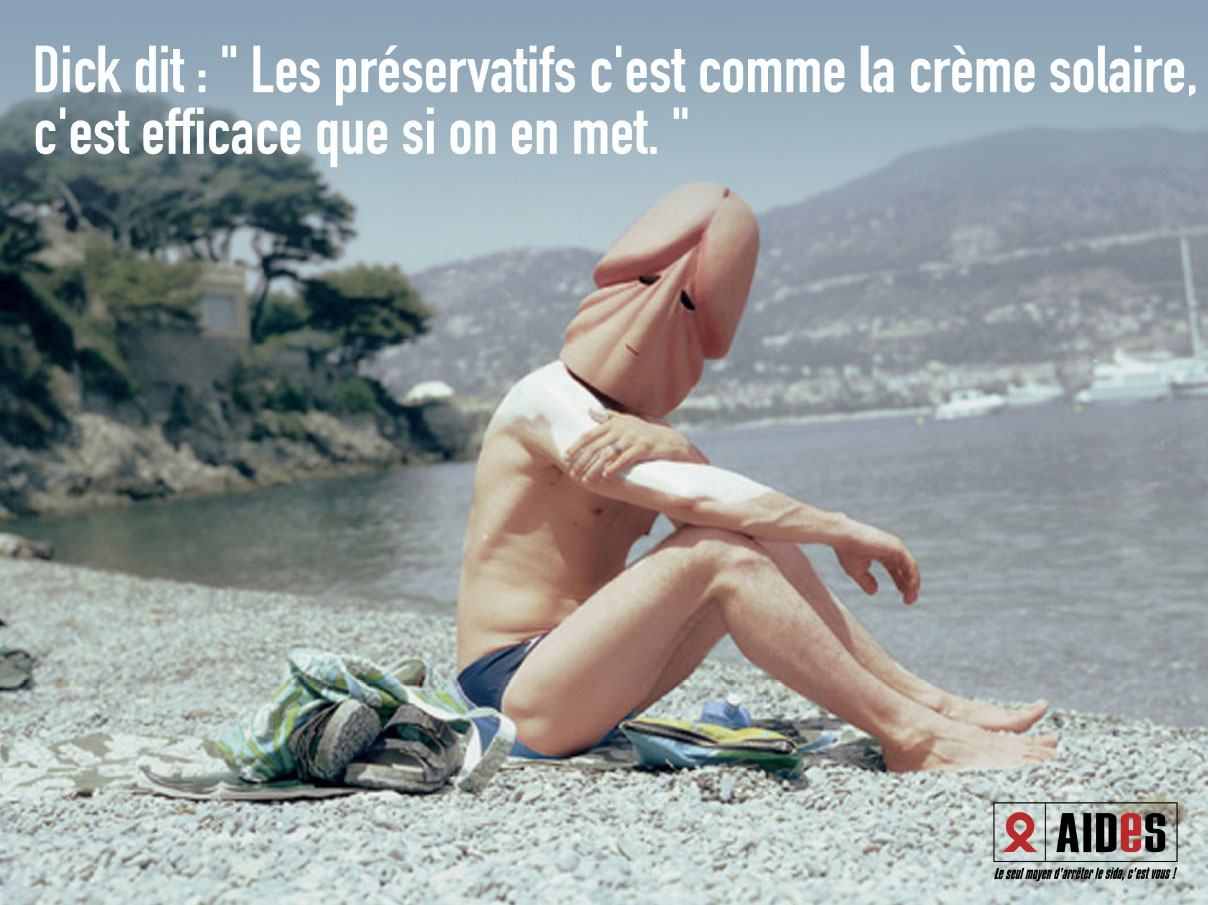 Dick dit : " Les préservatifs c'est comme la crème solaire,
c'est efficace que si on en met. "
AIDeS
Le seul moyen d'arrêter le sida, c'est vous !